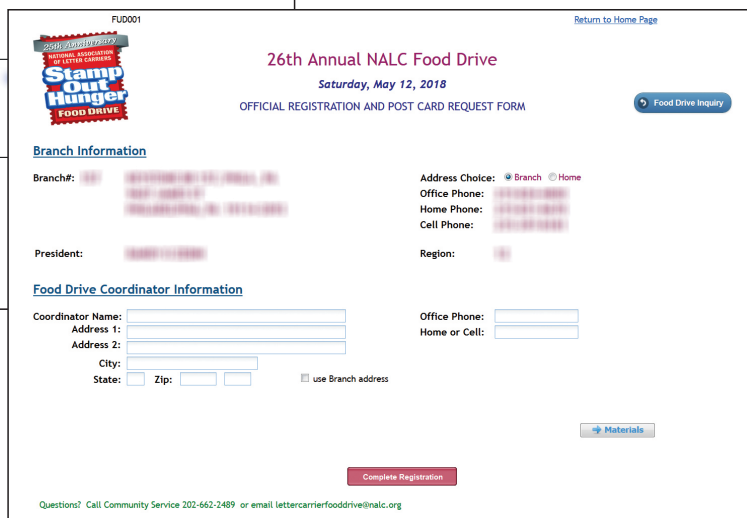 FUD001
Return to Home Page
25th Anniversary
NATIONAL ASSOCIATION
OF LETTER CARRIERS
Stamp
Out
Hunger
FOOD DRIVE
26th Annual NALC Food Drive
Saturday, May 12, 2018
OFFICIAL REGISTRATION AND POST CARD REQUEST FORM
Food Drive Inquiry
Branch Information
Branch#:
Address Choice: Branch Home
Office Phone:
Home Phone:
Cell Phone:
President:
Region:
Food Drive Coordinator Information
Coordinator Name:
Office Phone:
Address 1:
Home or Cell:
Address 2:
City:
State: Zip: use Branch address
Materials
Complete Registration
Questions? Call Community Service 202-662-2489 or email lettercarrierfooddrive@nalc.org